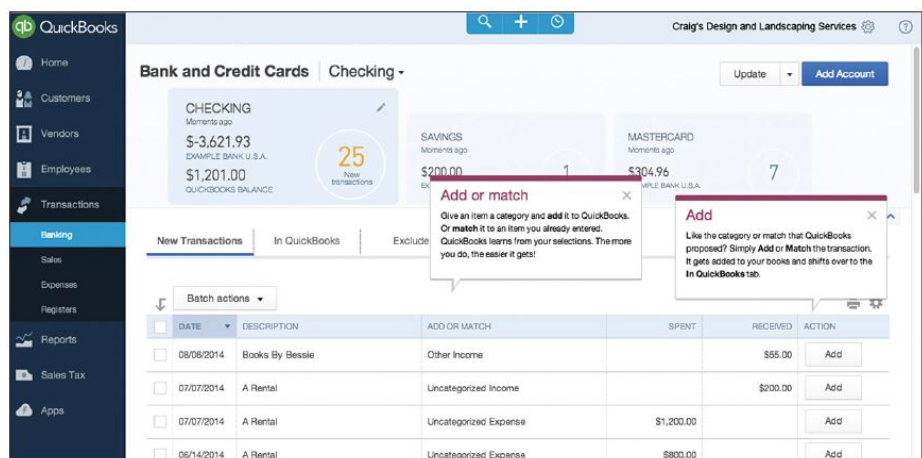 QuickBooks
Craig's Design and Landscaping Services
Home
Customers
Vendors
Employees
Transactions
Banking
Sales
Expenses
Registers
Reports
Sales Tax
Apps
Bank and Credit Cards Checking
Update
Add Account
CHECKING
Moments ago
$-3,621.93
EXAMPLE BANK U.S.A.
$1,201.00
QUICKBOOKS BALANCE
25
New
transactions
SAVINGS
Moments ago
$200.00
1
MASTERCARD
Moments ago
$304.96
7
Add or match
Give an item a category and add it to QuickBooks.
Or match it to an item you already entered.
QuickBooks learns from your selections. The more
you do, the easier it gets!
Add
Like the category or match that QuickBooks
proposed? Simply Add or Match the transaction.
It gets added to your books and shifts over to the
In QuickBooks tab.
New Transactions In QuickBooks Exclude
Batch actions
DATE DESCRIPTION ADD OR MATCH SPENT RECEIVED ACTION
08/06/2014 Books By Bessie Other Income $55.00 Add
07/07/2014 A Rental Uncategorized Income $200.00 Add
07/07/2014 A Rental Uncategorized Expense $1,200.00 Add
06/14/2014 A Rental Uncategorized Expense $800.00 Add